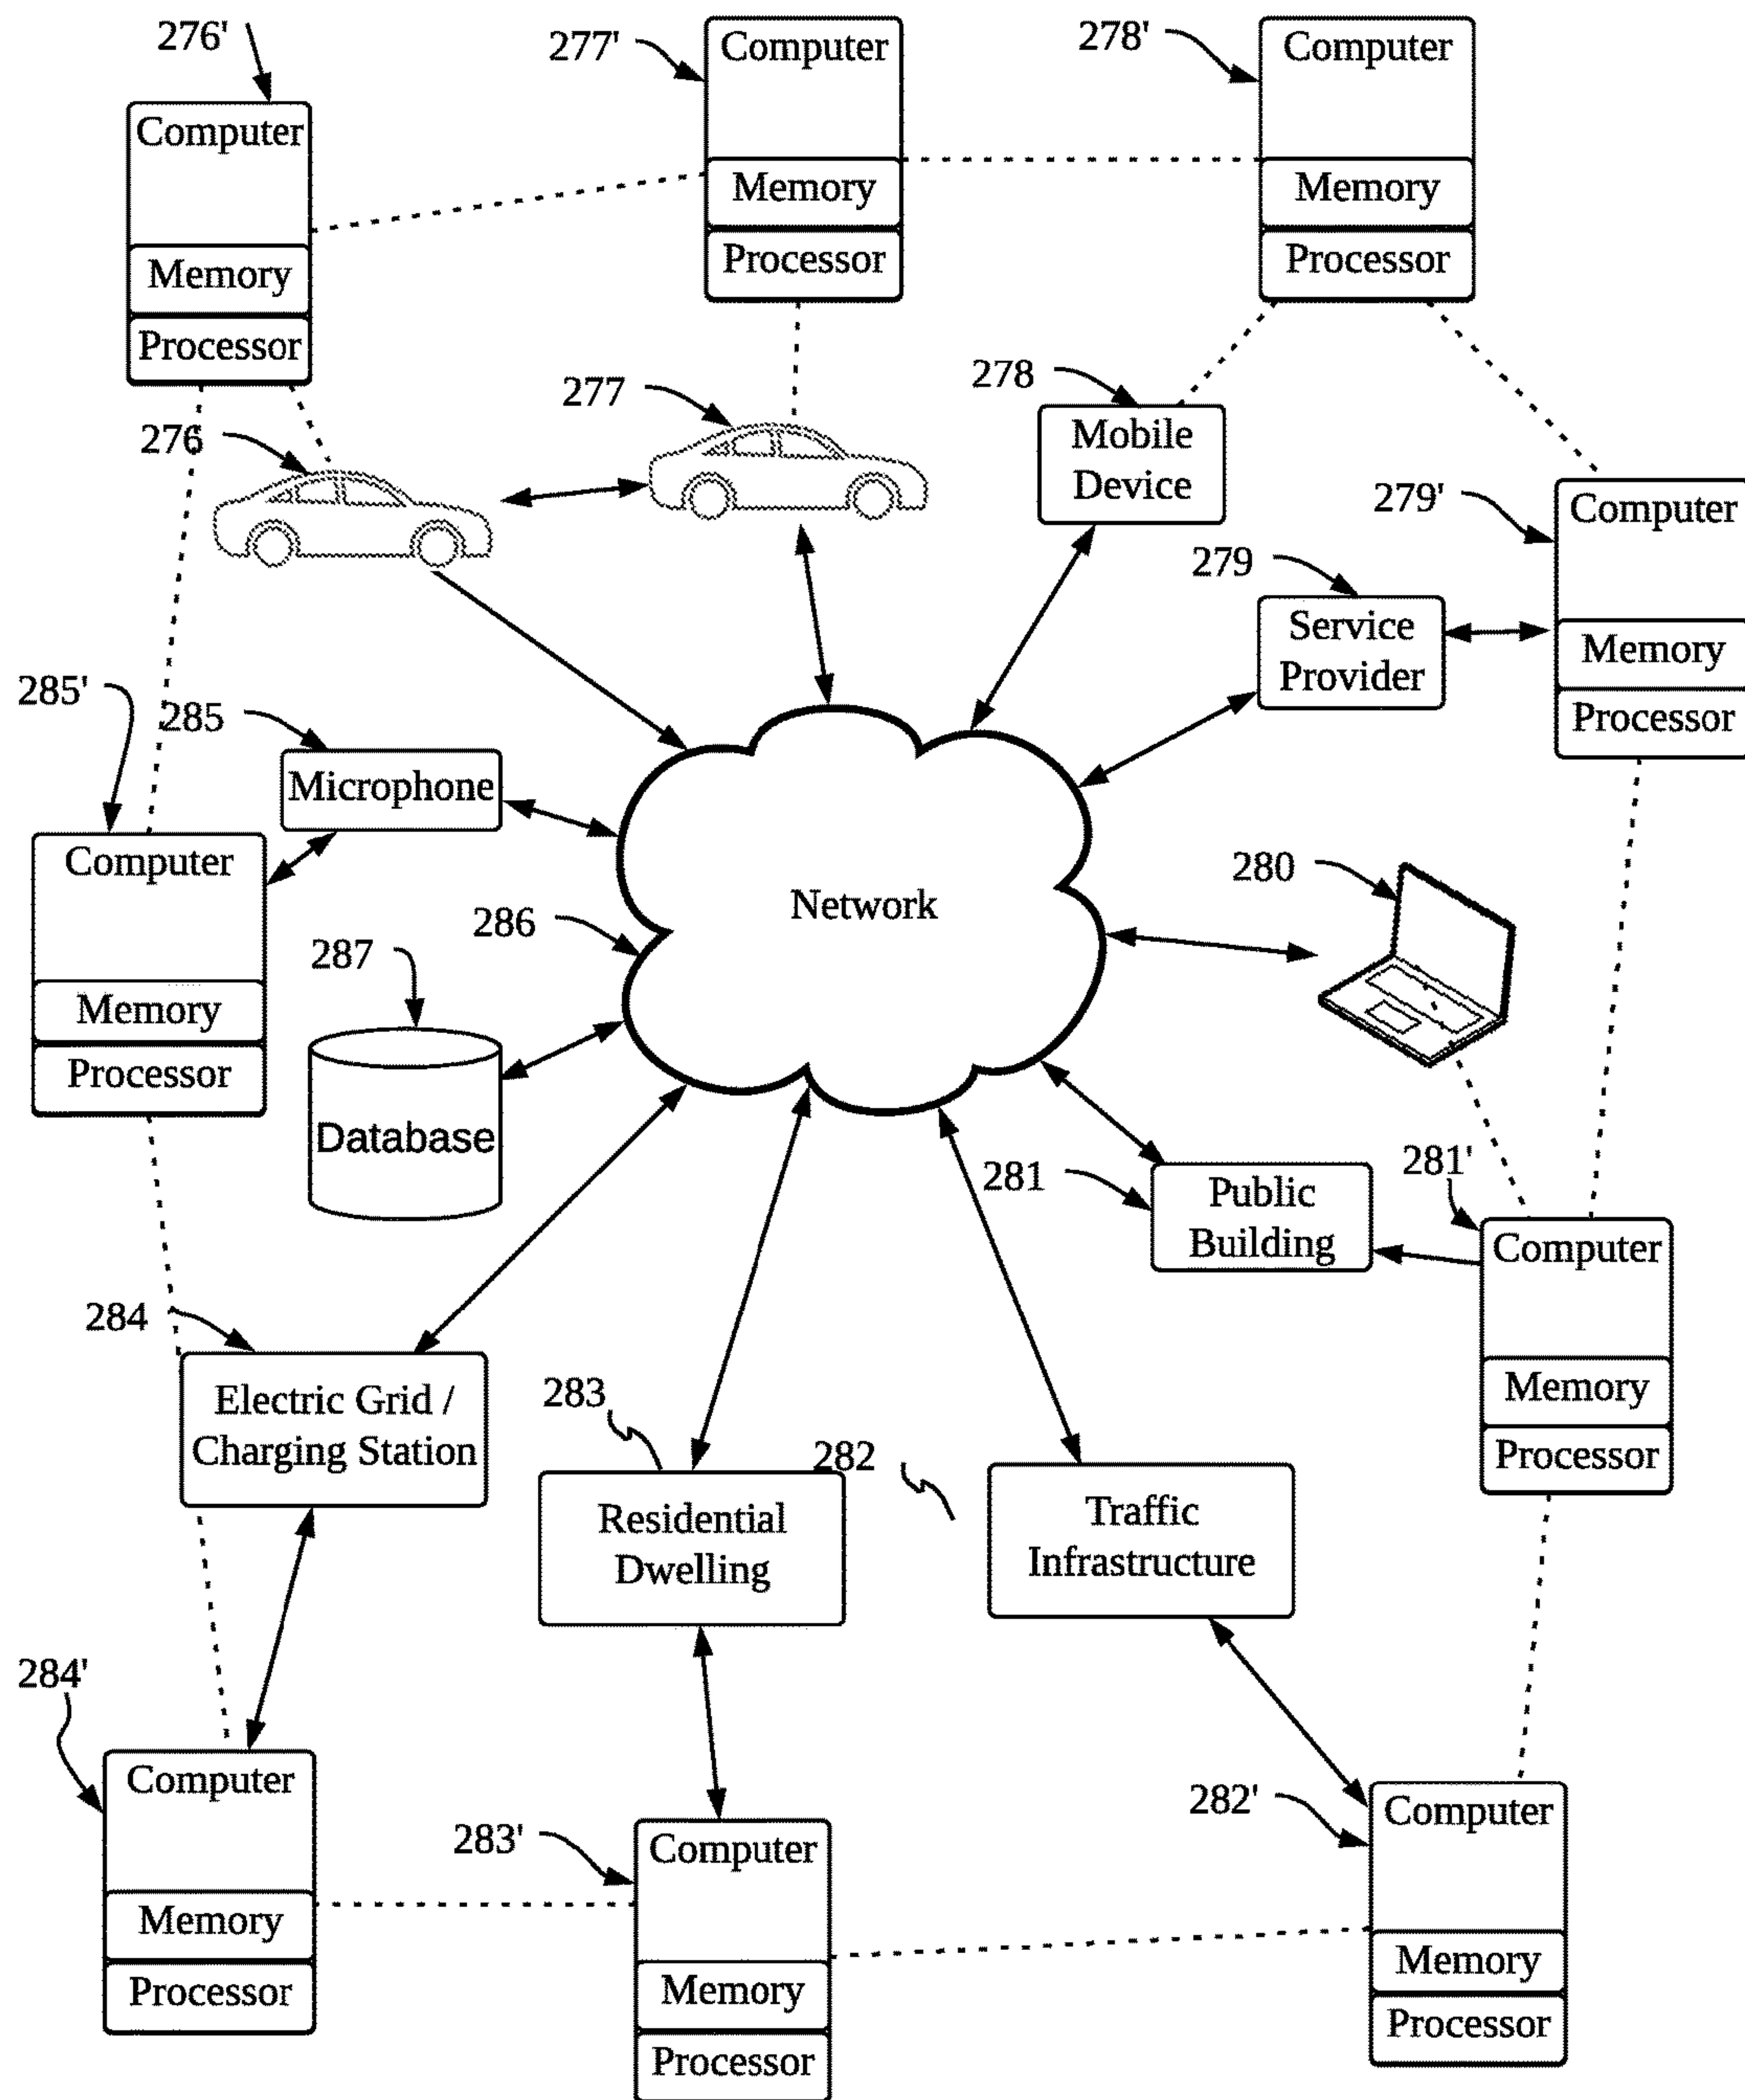 276'
277'
Computer
Memory
Processor
278'
Computer
Memory
Processor
Computer
Memory
Processor
276
277
278
Mobile
Device
279'
Computer
Memory
Processor
279
Service
Provider
285'
285
Microphone
Computer
Memory
Processor
286
Network
280
287
Database
281
Public
Building
281'
Computer
Memory
Processor
284
Electric Grid /
Charging Station
283
Residential
Dwelling
282
Traffic
Infrastructure
284'
Computer
Memory
Processor
283'
Computer
Memory
Processor
282'
Computer
Memory
Processor